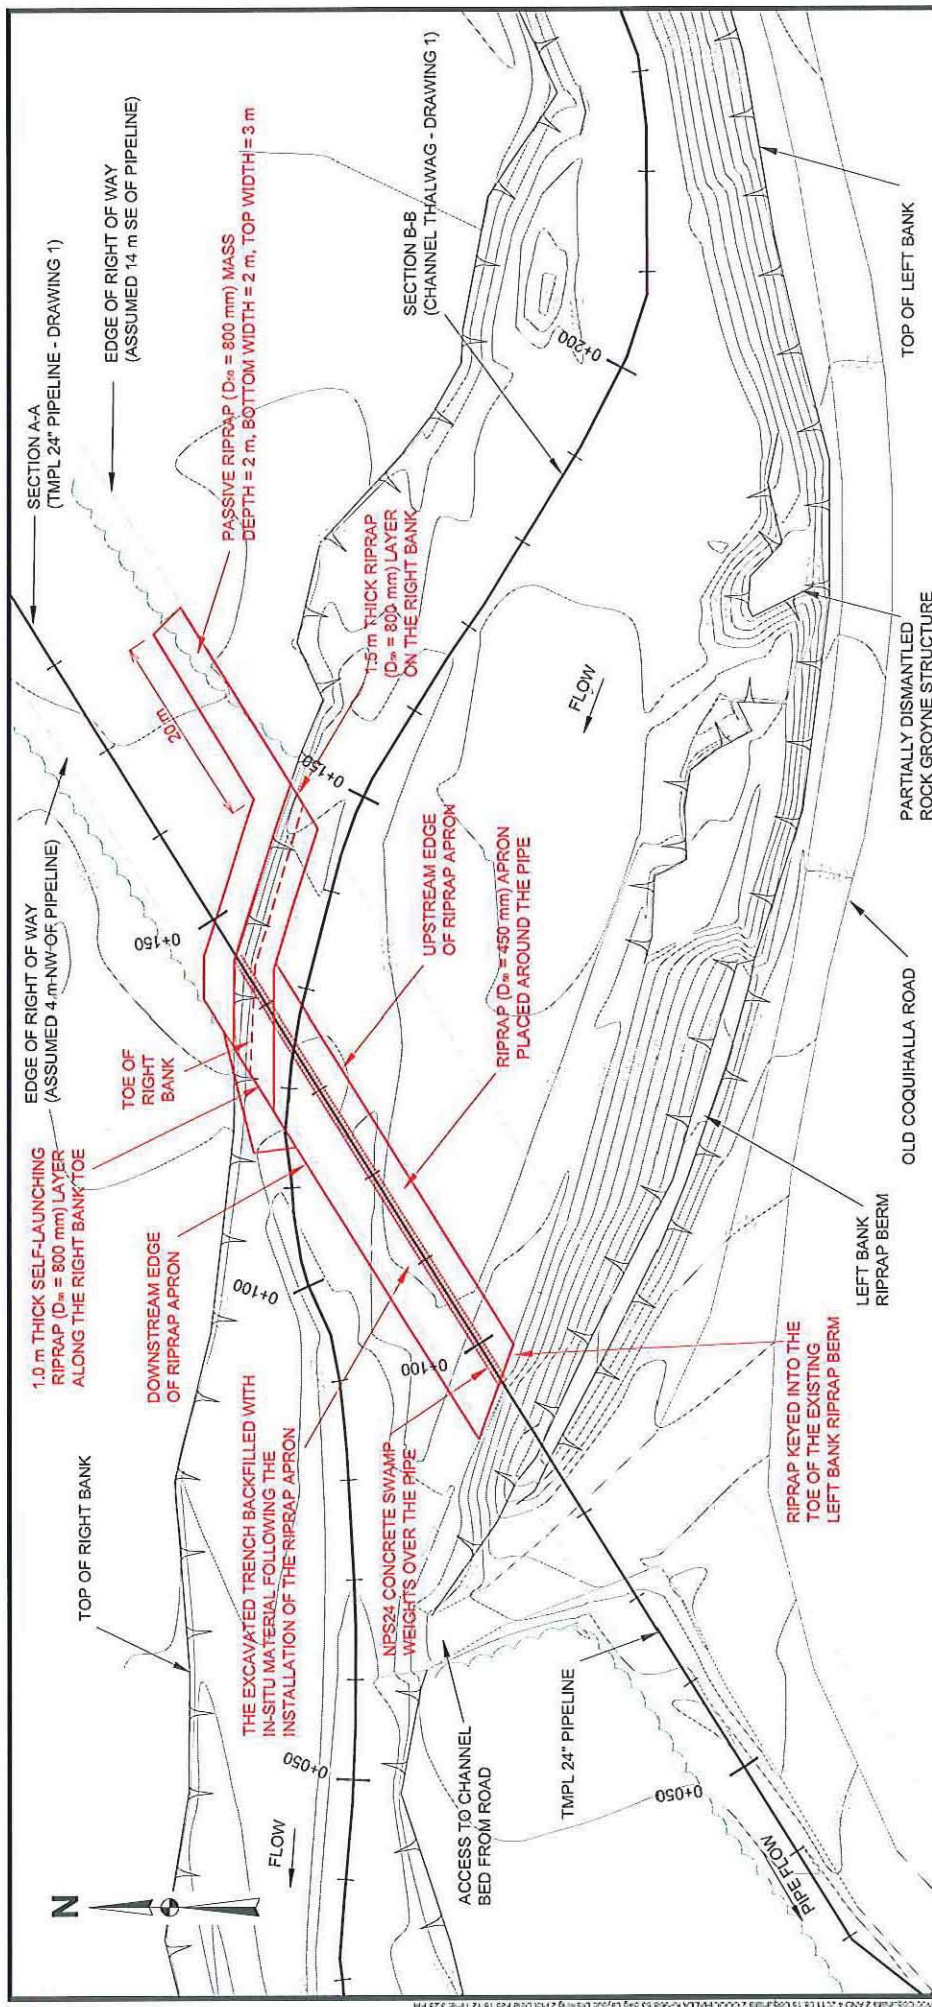 N
SECTION A-A
(TMPL 24" PIPELINE - DRAWING 1)
EDGE OF RIGHT OF WAY
(ASSUMED 14 m SE OF PIPELINE)
PASSIVE RIPRAP (D₅₀ = 800 mm) MASS
DEPTH = 2 m, BOTTOM WIDTH = 2 m, TOP WIDTH = 3 m
SECTION B-B
(CHANNEL THALWAG - DRAWING 1)
EDGE OF RIGHT OF WAY
(ASSUMED 4 m NW OF PIPELINE)
20m
1.5 m THICK RIPRAP
(D₅₀ = 800 mm) LAYER
ON THE RIGHT BANK
0+200
0+150
0+150
1.0 m THICK SELF-LAUNCHING
RIPRAP (D₅₀ = 800 mm) LAYER
ALONG THE RIGHT BANK TOE
TOE OF
RIGHT
BANK
FLOW
UPSTREAM EDGE
OF RIPRAP APRON
DOWNSTREAM EDGE
OF RIPRAP APRON
RIPRAP (D₅₀ = 450 mm) APRON
PLACED AROUND THE PIPE
TOP OF LEFT BANK
PARTIALLY DISMANTLED
ROCK GROYNE STRUCTURE
OLD COQUIHALLA ROAD
LEFT BANK
RIPRAP BERM
0+100
0+100
TOP OF RIGHT BANK
THE EXCAVATED TRENCH BACKFILLED WITH
IN-SITU MATERIAL FOLLOWING THE
INSTALLATION OF THE RIPRAP APRON
NPS24 CONCRETE SWAMP
WEIGHTS OVER THE PIPE
RIPRAP KEYED INTO THE
TOE OF THE EXISTING
LEFT BANK RIPRAP BERM
0+050
FLOW
ACCESS TO CHANNEL
BED FROM ROAD
TMPL 24" PIPELINE
0+050
PIPE FLOW